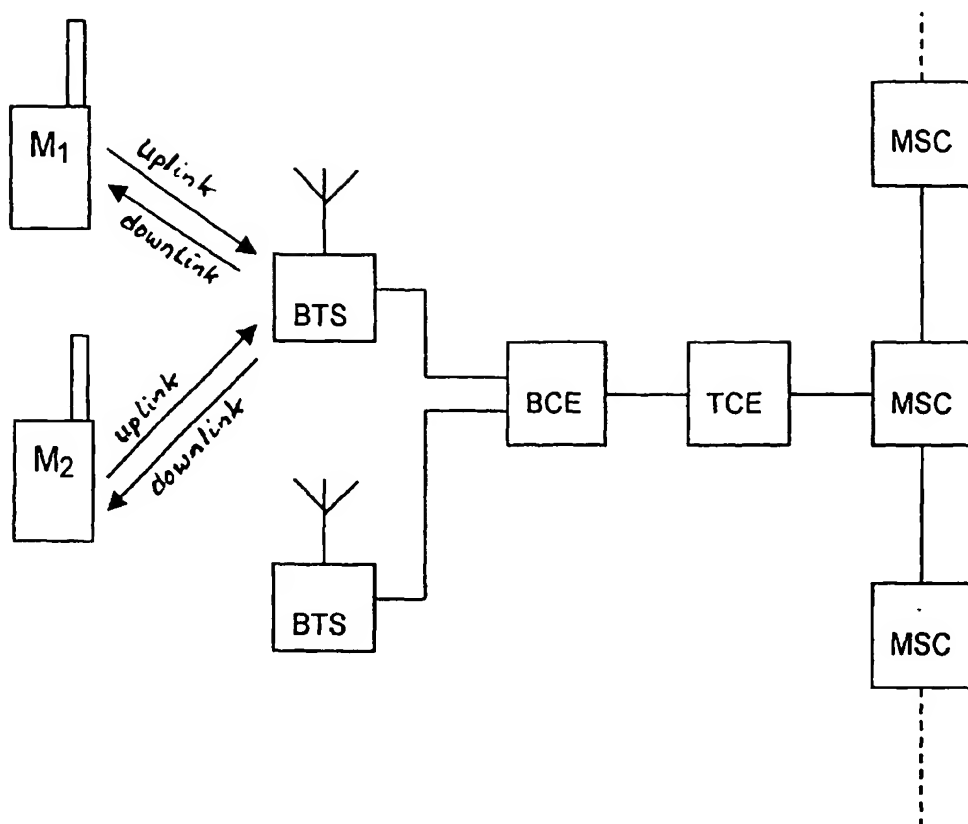 MSC
M₁
uplink
downlink
BTS
MSC
BCE
TCE
uplink
downlink
M₂
BTS
MSC